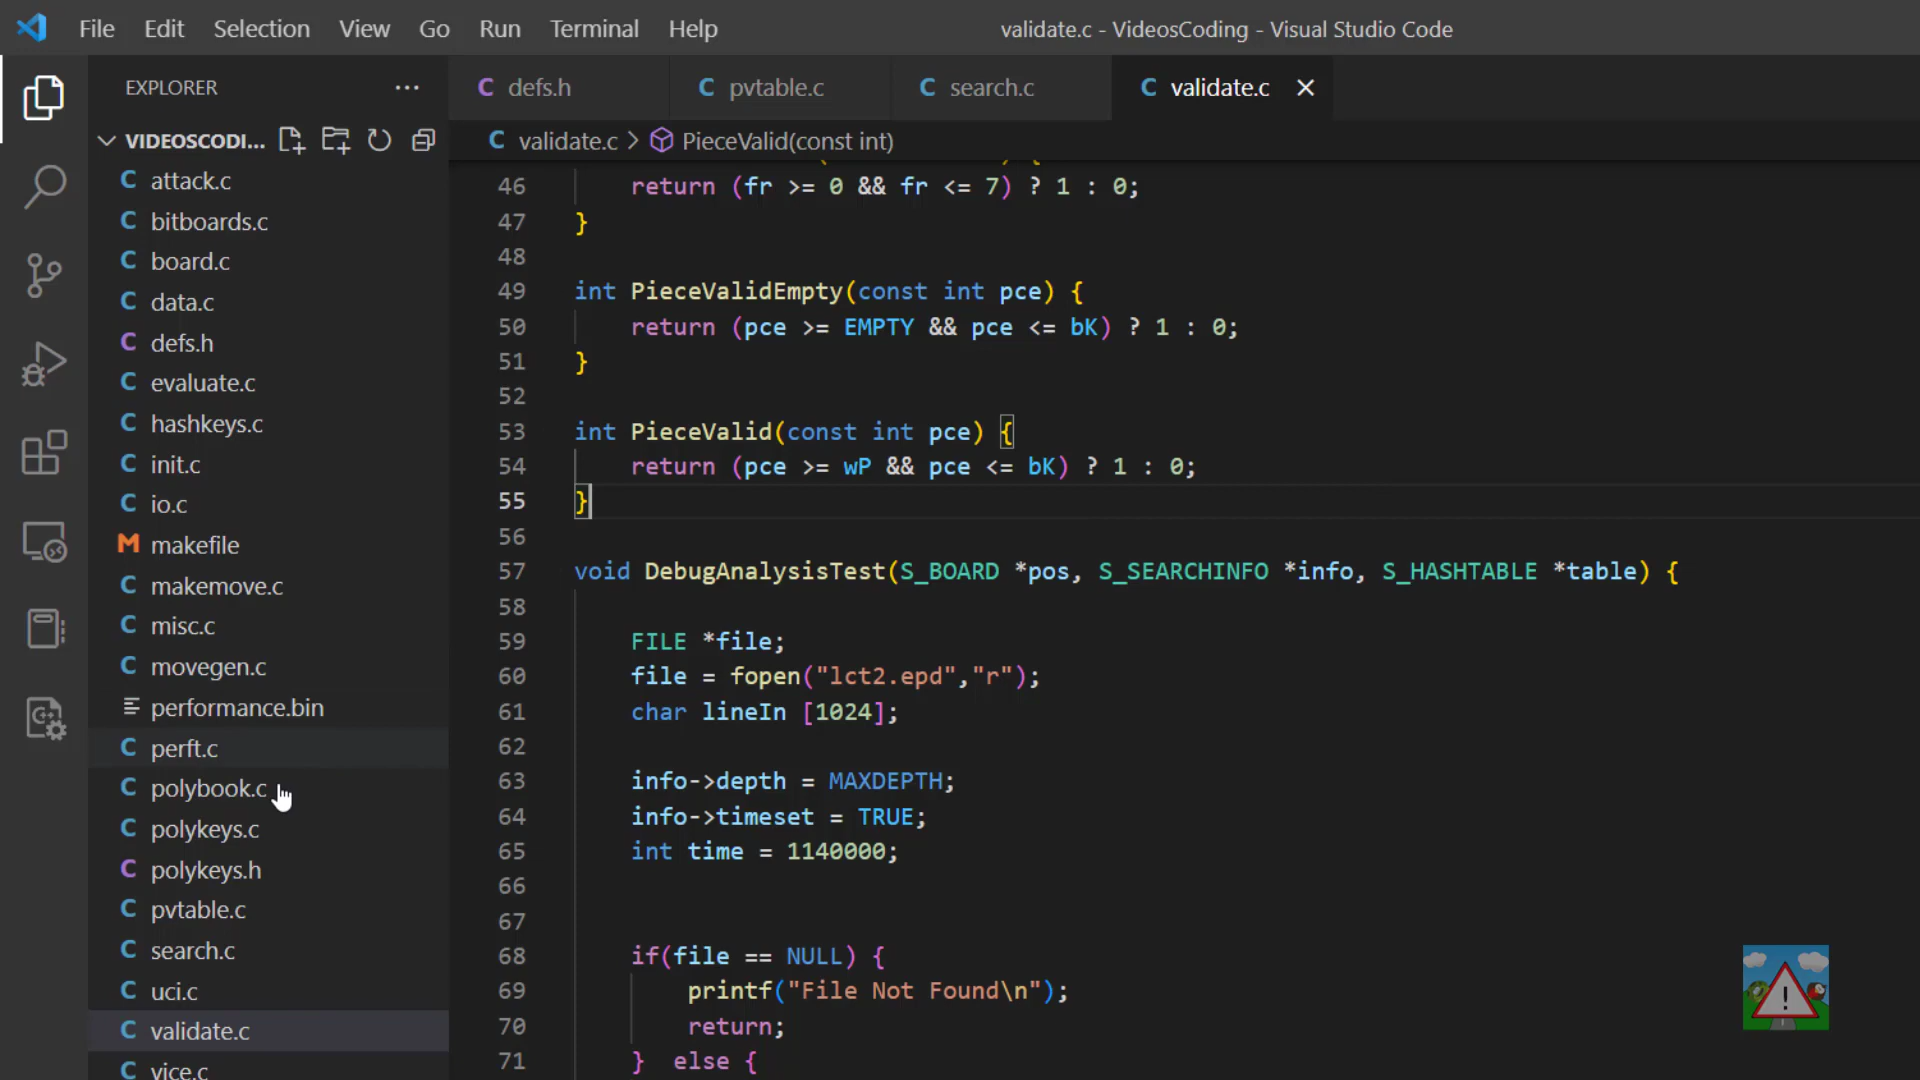 File Edit Selection View Go Run Terminal Help validate.c - VideosCoding - Visual Studio Code
EXPLORER ···
VIDEOSCODI...
attack.c
bitboards.c
board.c
data.c
defs.h
evaluate.c
hashkeys.c
init.c
io.c
makefile
makemove.c
misc.c
movegen.c
performance.bin
perft.c
polybook.c
polykeys.c
polykeys.h
pvtable.c
search.c
uci.c
validate.c
vice.c
defs.h pvtable.c search.c validate.c
validate.c > PieceValid(const int)
46 return (fr >= 0 && fr <= 7) ? 1 : 0;
47 }
48
49 int PieceValidEmpty(const int pce) {
50 return (pce >= EMPTY && pce <= bK) ? 1 : 0;
51 }
52
53 int PieceValid(const int pce) {
54 return (pce >= wP && pce <= bK) ? 1 : 0;
55 }
56
57 void DebugAnalysisTest(S_BOARD *pos, S_SEARCHINFO *info, S_HASHTABLE *table) {
58
59 FILE *file;
60 file = fopen("lct2.epd","r");
61 char lineIn [1024];
62
63 info->depth = MAXDEPTH;
64 info->timeset = TRUE;
65 int time = 1140000;
66
67
68 if(file == NULL) {
69 printf("File Not Found\n");
70 return;
71 } else {